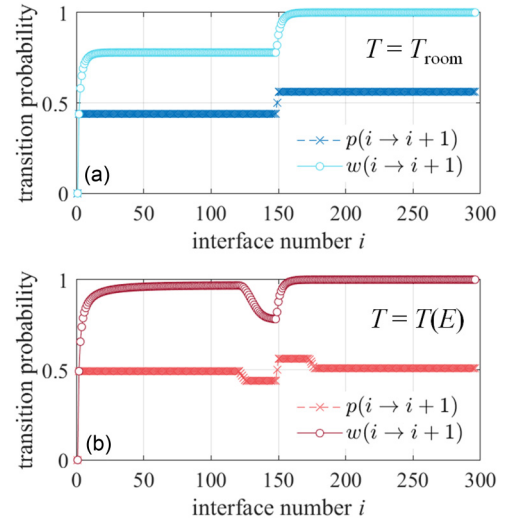 1
0.5
0
transition probability
T = T_room
p(i → i + 1)
w(i → i + 1)
(a)
0 50 100 150 200 250 300
interface number i
1
0.5
0
transition probability
T = T(E)
p(i → i + 1)
w(i → i + 1)
(b)
0 50 100 150 200 250 300
interface number i